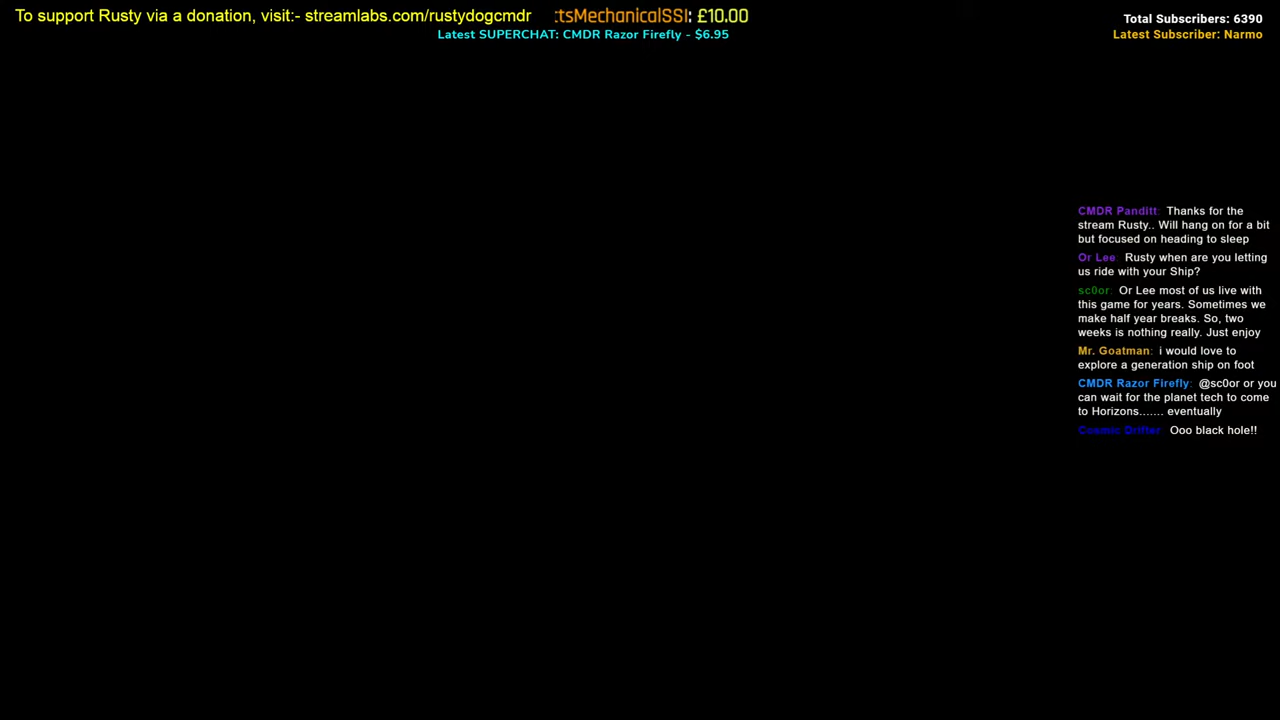 To support Rusty via a donation, visit:- streamlabs.com/rustydogcmdr
ctsMechanicalSSI: £10.00
Latest SUPERCHAT: CMDR Razor Firefly - $6.95
Total Subscribers: 6390
Latest Subscriber: Narmo
CMDR Panditt: Thanks for the
stream Rusty.. Will hang on for a bit
but focused on heading to sleep
Or Lee: Rusty when are you letting
us ride with your Ship?
sc0or: Or Lee most of us live with
this game for years. Sometimes we
make half year breaks. So, two
weeks is nothing really. Just enjoy
Mr. Goatman: i would love to
explore a generation ship on foot
CMDR Razor Firefly: @sc0or or you
can wait for the planet tech to come
to Horizons....... eventually
Cosmic Drifter: Ooo black hole!!